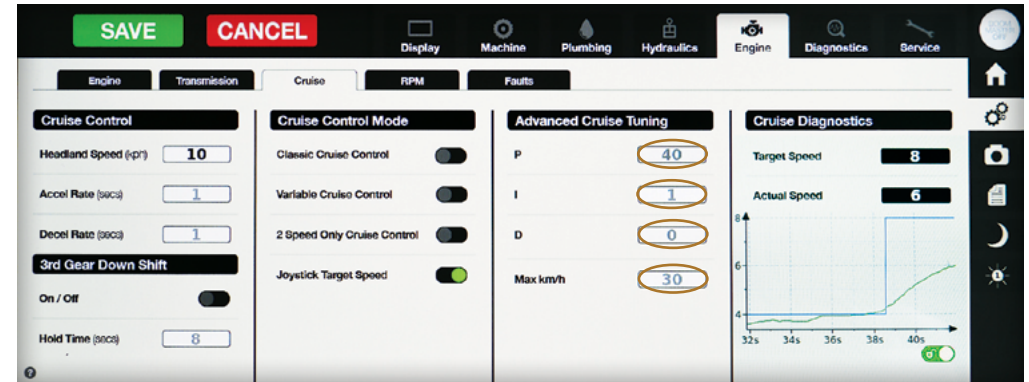 SAVE
CANCEL
Display
Machine
Plumbing
Hydraulics
Engine
Diagnostics
Service
Engine
Transmission
Cruise
RPM
Faults
Cruise Control
Headland Speed (kph) 10
Accel Rate (secs) 1
Decel Rate (secs) 1
3rd Gear Down Shift
On / Off
Hold Time (secs) 8
?
Cruise Control Mode
Classic Cruise Control
Variable Cruise Control
2 Speed Only Cruise Control
Joystick Target Speed
Advanced Cruise Tuning
P 40
I 1
D 0
Max km/h 30
Cruise Diagnostics
Target Speed 8
Actual Speed 6
8
6
4
32s 34s 36s 38s 40s
1